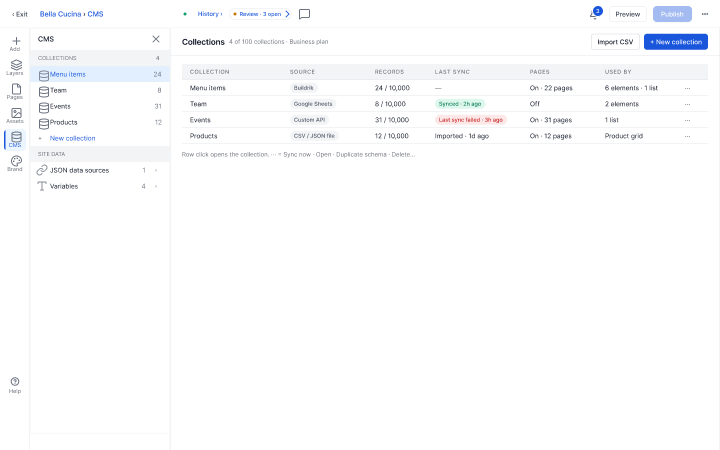 ‹ Exit
Bella Cucina › CMS
History ›
Review · 3 open
3
Preview
Publish
···
Add
Layers
Pages
Assets
CMS
Brand
Help
CMS
COLLECTIONS 4
Menu items 24
Team 8
Events 31
Products 12
+ New collection
SITE DATA
JSON data sources 1 ›
Variables 4 ›
Collections 4 of 100 collections · Business plan
Import CSV
+ New collection
COLLECTION SOURCE RECORDS LAST SYNC PAGES USED BY
Menu items Buildrik 24 / 10,000 — On · 22 pages 6 elements · 1 list ···
Team Google Sheets 8 / 10,000 Synced · 2h ago Off 2 elements ···
Events Custom API 31 / 10,000 Last sync failed · 3h ago On · 31 pages 1 list ···
Products CSV / JSON file 12 / 10,000 Imported · 1d ago On · 12 pages Product grid ···
Row click opens the collection. ··· = Sync now · Open · Duplicate schema · Delete…